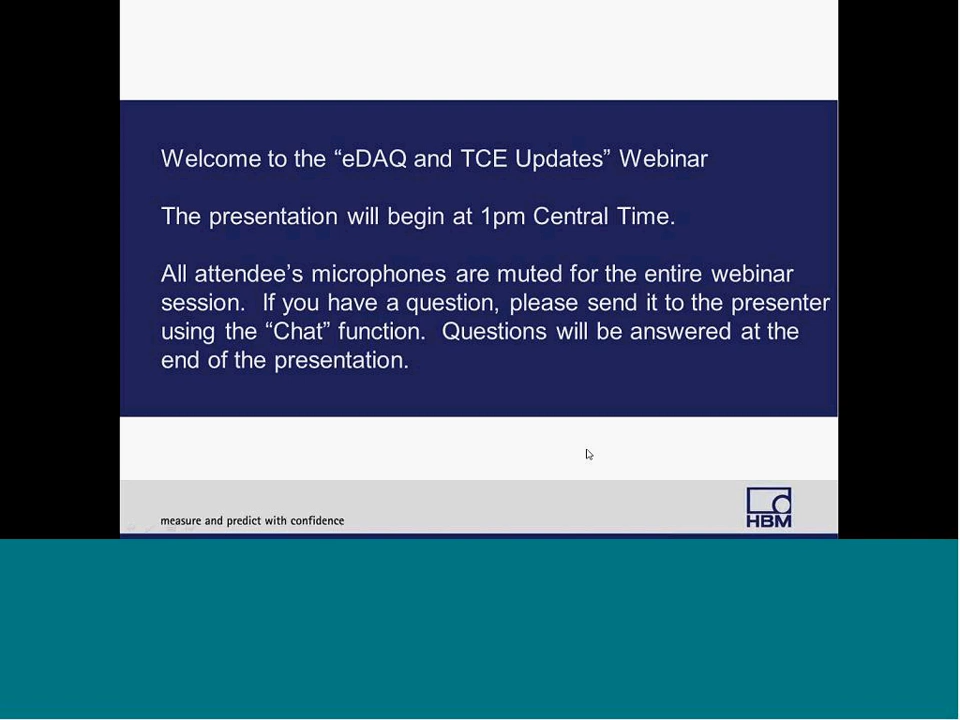 Welcome to the “eDAQ and TCE Updates” Webinar
The presentation will begin at 1pm Central Time.
All attendee’s microphones are muted for the entire webinar
session.  If you have a question, please send it to the presenter
using the “Chat” function.  Questions will be answered at the
end of the presentation.
measure and predict with confidence
HBM